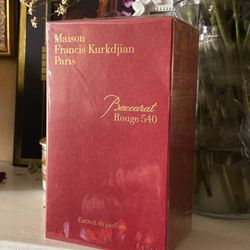 Maison
Francis Kurkdjian
Paris
Baccarat
Rouge 540
Extrait de parfum